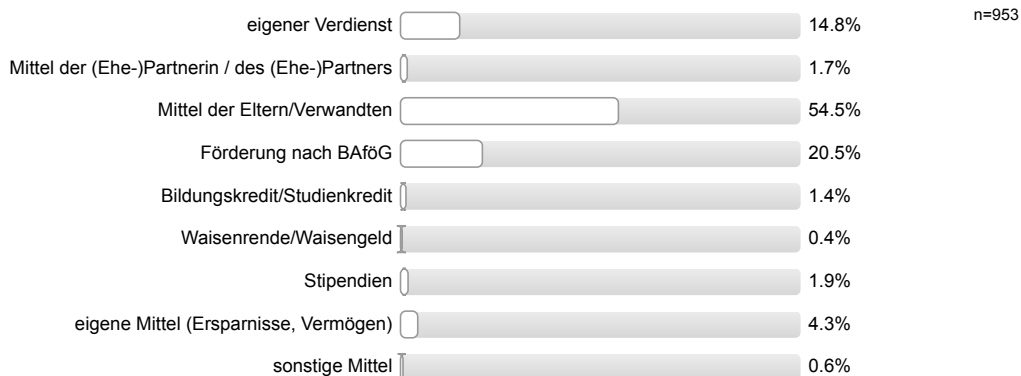 n=953
eigener Verdienst 14.8%
Mittel der (Ehe-)Partnerin / des (Ehe-)Partners 1.7%
Mittel der Eltern/Verwandten 54.5%
Förderung nach BAföG 20.5%
Bildungskredit/Studienkredit 1.4%
Waisenrende/Waisengeld 0.4%
Stipendien 1.9%
eigene Mittel (Ersparnisse, Vermögen) 4.3%
sonstige Mittel 0.6%